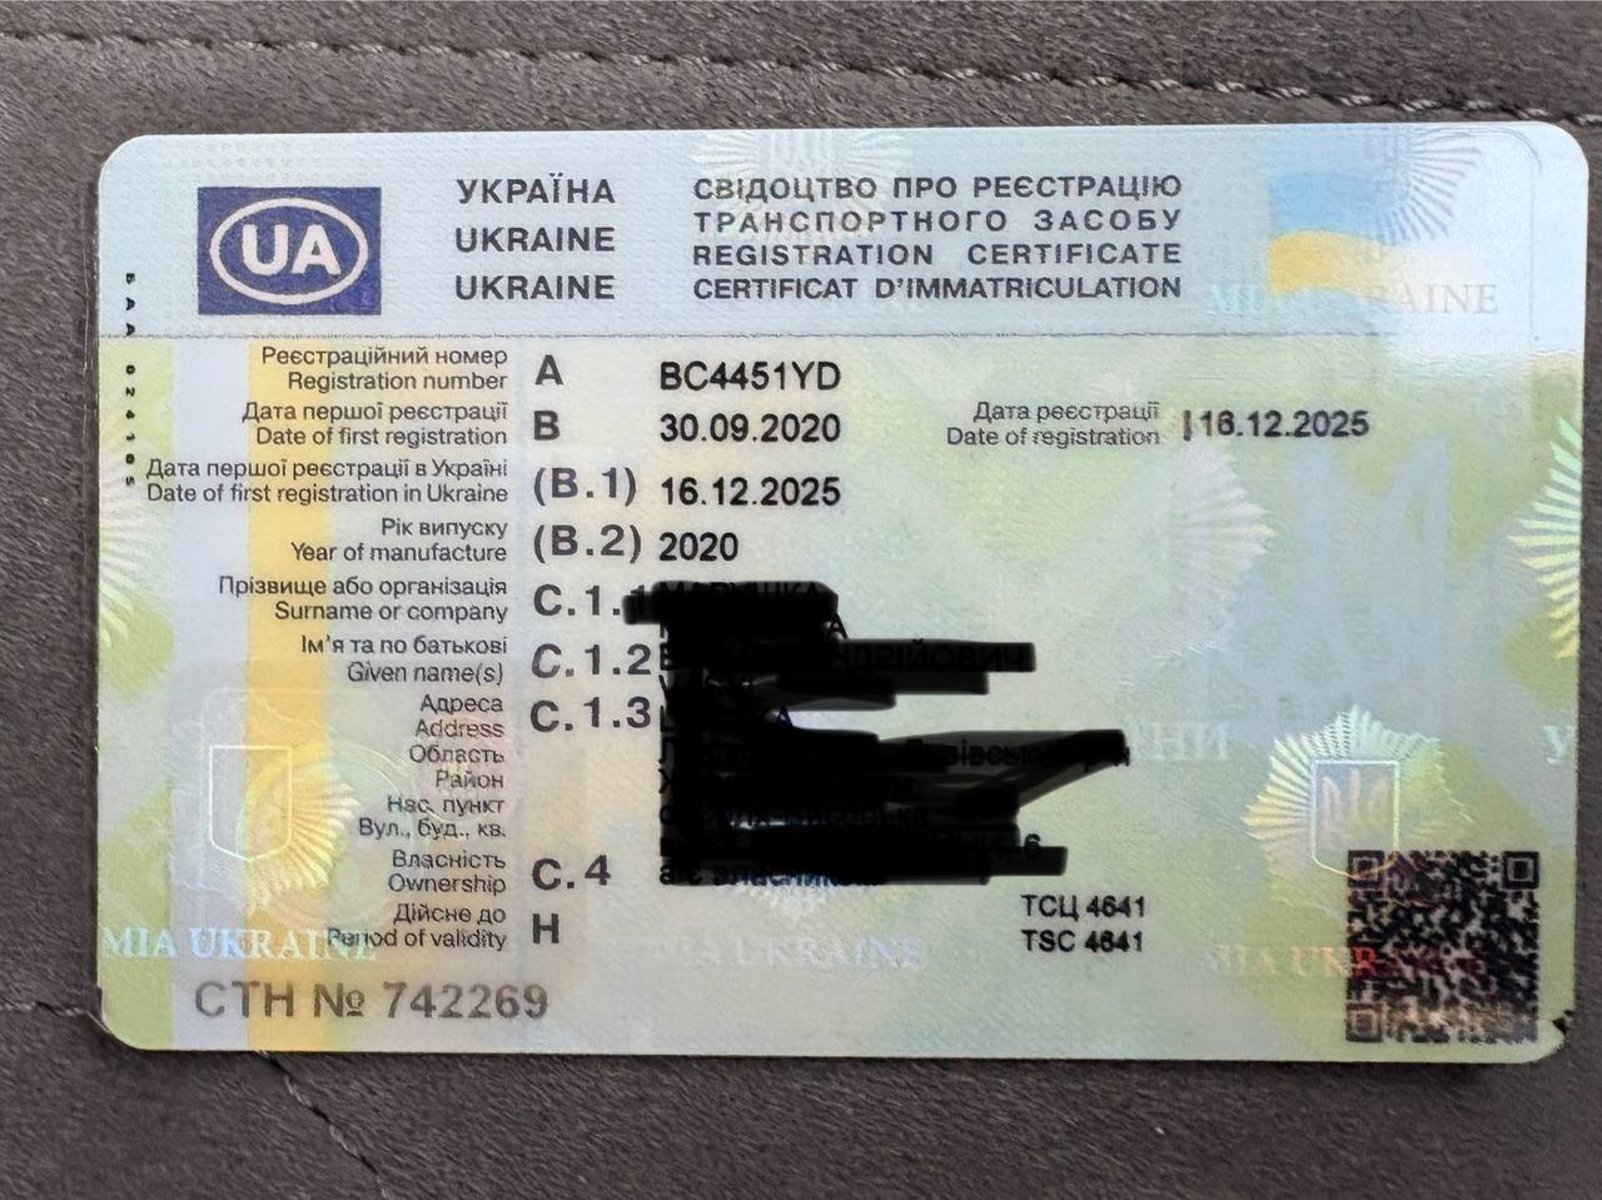 УКРАЇНА
UKRAINE
UKRAINE
СВІДОЦТВО ПРО РЕЄСТРАЦІЮ
ТРАНСПОРТНОГО ЗАСОБУ
REGISTRATION CERTIFICATE
CERTIFICAT D'IMMATRICULATION
UA
MIA UKRAINE
Реєстраційний номер
Registration number
A
BC4451YD
Дата першої реєстрації
Date of first registration
B
30.09.2020
Дата реєстрації
Date of registration
16.12.2025
Дата першої реєстрації в Україні
Date of first registration in Ukraine
(B.1)
16.12.2025
Рік випуску
Year of manufacture
(B.2)
2020
Прізвище або організація
Surname or company
C.1.1
Ім'я та по батькові
Given name(s)
C.1.2
Адреса
Address
C.1.3
Область
Район
Нас. пункт
Вул., буд., кв.
Власність
Ownership
C.4
Дійсне до
Period of validity
H
ТСЦ 4641
TSC 4641
MIA UKRAINE
MIA UKRAINE
MIA UKR
СТН № 742269